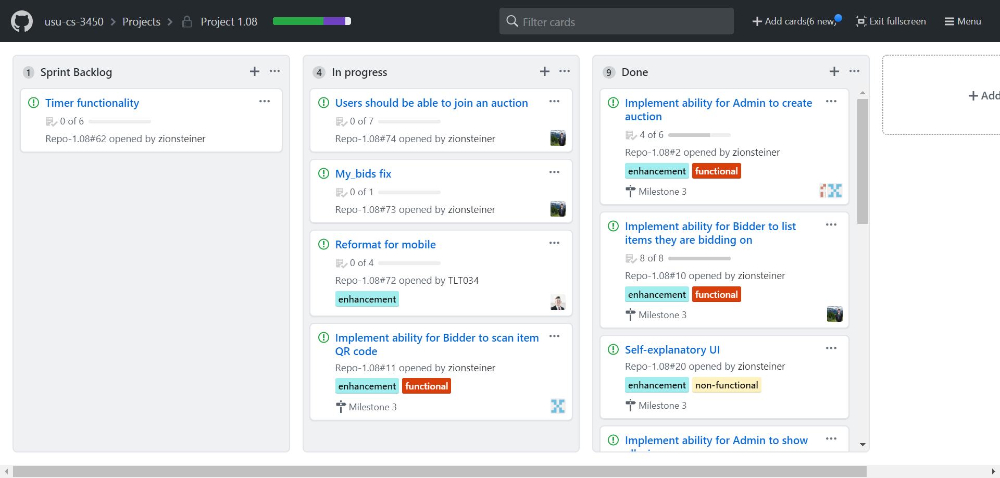 usu-cs-3450 Projects Project 1.08 Filter cards Add cards(6 new) Exit fullscreen Menu
1 Sprint Backlog
Timer functionality
0 of 6
Repo-1.08#62 opened by zionsteiner
4 In progress
Users should be able to join an auction
0 of 7
Repo-1.08#74 opened by zionsteiner
My_bids fix
0 of 1
Repo-1.08#73 opened by zionsteiner
Reformat for mobile
0 of 4
Repo-1.08#72 opened by TLT034
enhancement
Implement ability for Bidder to scan item
QR code
Repo-1.08#11 opened by zionsteiner
enhancement functional
Milestone 3
9 Done
Implement ability for Admin to create
auction
4 of 6
Repo-1.08#2 opened by zionsteiner
enhancement functional
Milestone 3
Implement ability for Bidder to list
items they are bidding on
8 of 8
Repo-1.08#10 opened by zionsteiner
enhancement functional
Milestone 3
Self-explanatory UI
Repo-1.08#20 opened by zionsteiner
enhancement non-functional
Milestone 3
Implement ability for Admin to show
Add